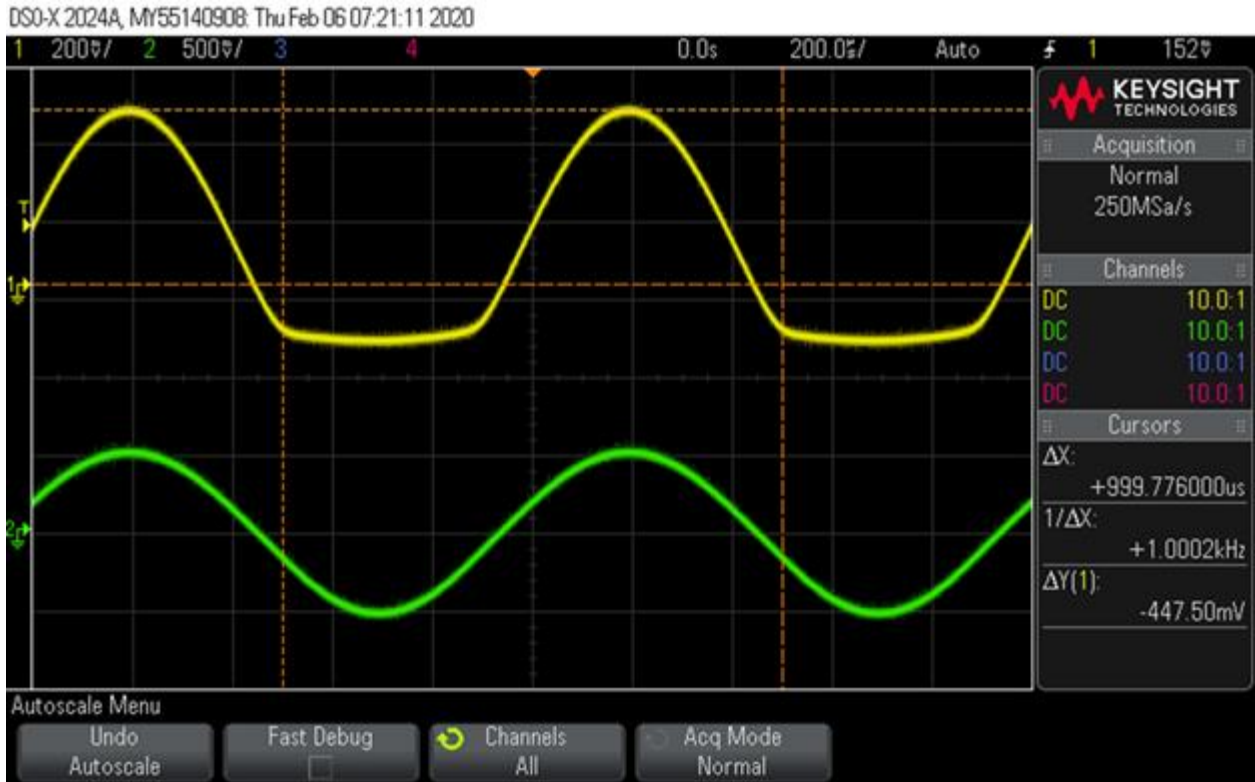 DSO-X 2024A, MY55140908: Thu Feb 06 07:21:11 2020
1 200mV/ 2 500mV/ 3 4 0.0s 200.0us/ Auto 1 152mV
KEYSIGHT
TECHNOLOGIES
Acquisition
Normal
250MSa/s
T
1
Channels
DC 10.0:1
DC 10.0:1
DC 10.0:1
DC 10.0:1
Cursors
ΔX:
+999.776000us
1/ΔX:
+1.0002kHz
ΔY(1):
-447.50mV
2
Autoscale Menu
Undo
Autoscale
Fast Debug
Channels
All
Acq Mode
Normal